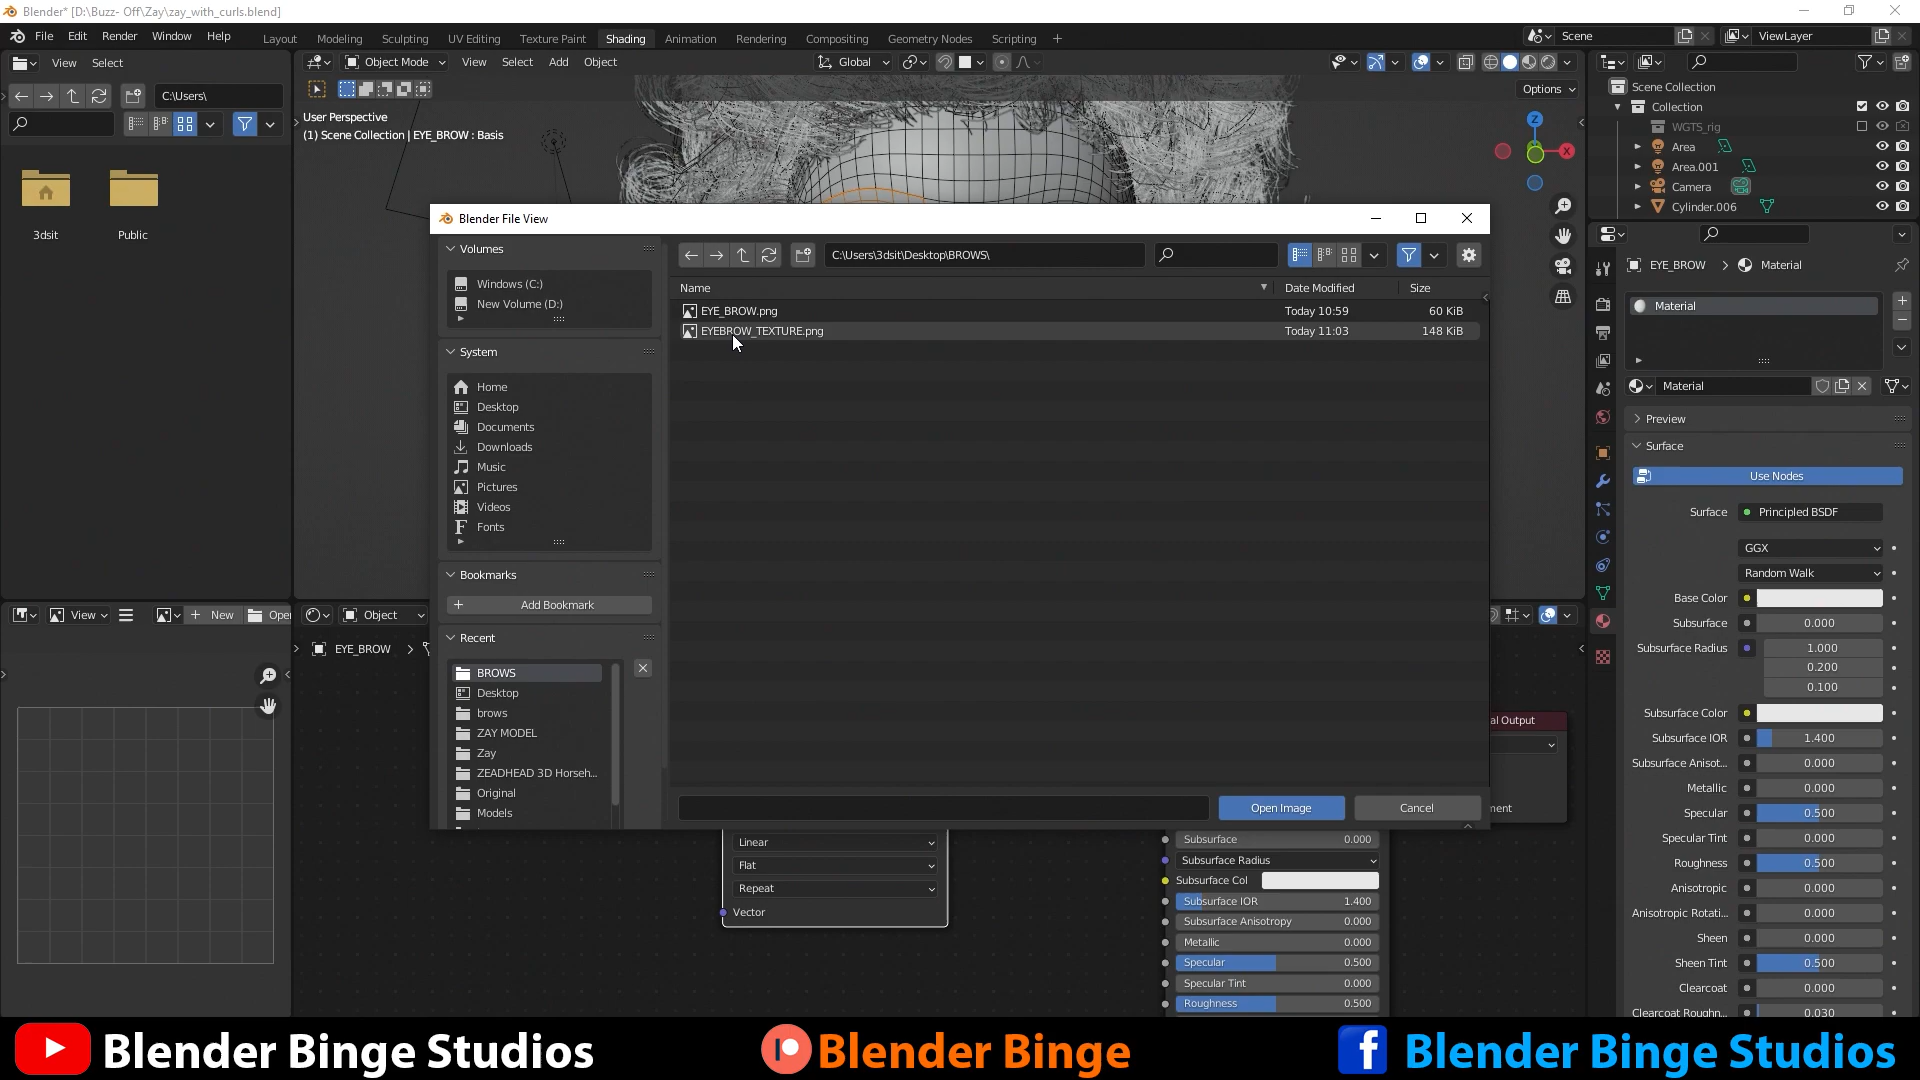 Blender* [D:\Buzz- Off\Zay\zay_with_curls.blend]
File Edit Render Window Help Layout Modeling Sculpting UV Editing Texture Paint Shading Animation Rendering Compositing Geometry Nodes Scripting + Scene ViewLayer
View Select
Object Mode View Select Add Object Global
C:\Users\
Options
User Perspective
(1) Scene Collection | EYE_BROW : Basis
3dsit Public
Scene Collection
Collection
WGTS_rig
Area
Area.001
Camera
Cylinder.006
Z
X
Blender File View
Volumes
Windows (C:)
New Volume (D:)
System
Home
Desktop
Documents
Downloads
Music
Pictures
Videos
Fonts
Bookmarks
Add Bookmark
Recent
BROWS
Desktop
brows
ZAY MODEL
Zay
ZEADHEAD 3D Horseh...
Original
Models
C:\Users\3dsit\Desktop\BROWS\
Name Date Modified Size
EYE_BROW.png Today 10:59 60 KiB
EYEBROW_TEXTURE.png Today 11:03 148 KiB
Open Image Cancel
View New Open
Object
EYE_BROW
al Output
ment
Linear
Flat
Repeat
Vector
Subsurface 0.000
Subsurface Radius
Subsurface Col
Subsurface IOR 1.400
Subsurface Anisotropy 0.000
Metallic 0.000
Specular 0.500
Specular Tint 0.000
Roughness 0.500
EYE_BROW > Material
Material
Material
Preview
Surface
Use Nodes
Surface Principled BSDF
GGX
Random Walk
Base Color
Subsurface 0.000
Subsurface Radius 1.000
0.200
0.100
Subsurface Color
Subsurface IOR 1.400
Subsurface Anisot... 0.000
Metallic 0.000
Specular 0.500
Specular Tint 0.000
Roughness 0.500
Anisotropic 0.000
Anisotropic Rotati... 0.000
Sheen 0.000
Sheen Tint 0.500
Clearcoat 0.000
Clearcoat Roughn... 0.030
Blender Binge Studios
Blender Binge
f Blender Binge Studios